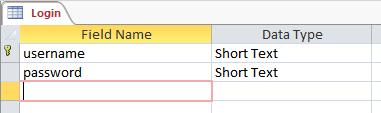 Login
Field Name Data Type
username Short Text
password Short Text